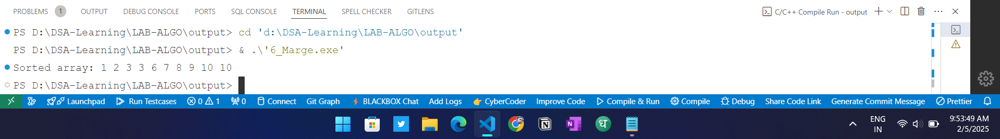 PROBLEMS 1 OUTPUT DEBUG CONSOLE PORTS SQL CONSOLE TERMINAL SPELL CHECKER GITLENS C/C++ Compile Run - output
PS D:\DSA-Learning\LAB-ALGO\output> cd 'd:\DSA-Learning\LAB-ALGO\output'
PS D:\DSA-Learning\LAB-ALGO\output> & .\'6_Marge.exe'
Sorted array: 1 2 3 3 6 7 8 9 10 10
PS D:\DSA-Learning\LAB-ALGO\output>
Launchpad Run Testcases 0 1 0 Connect Git Graph BLACKBOX Chat Add Logs CyberCoder Improve Code Compile & Run Compile Debug Share Code Link Generate Commit Message Prettier
N N ध ENG 9:53:49 AM
IN 2/5/2025